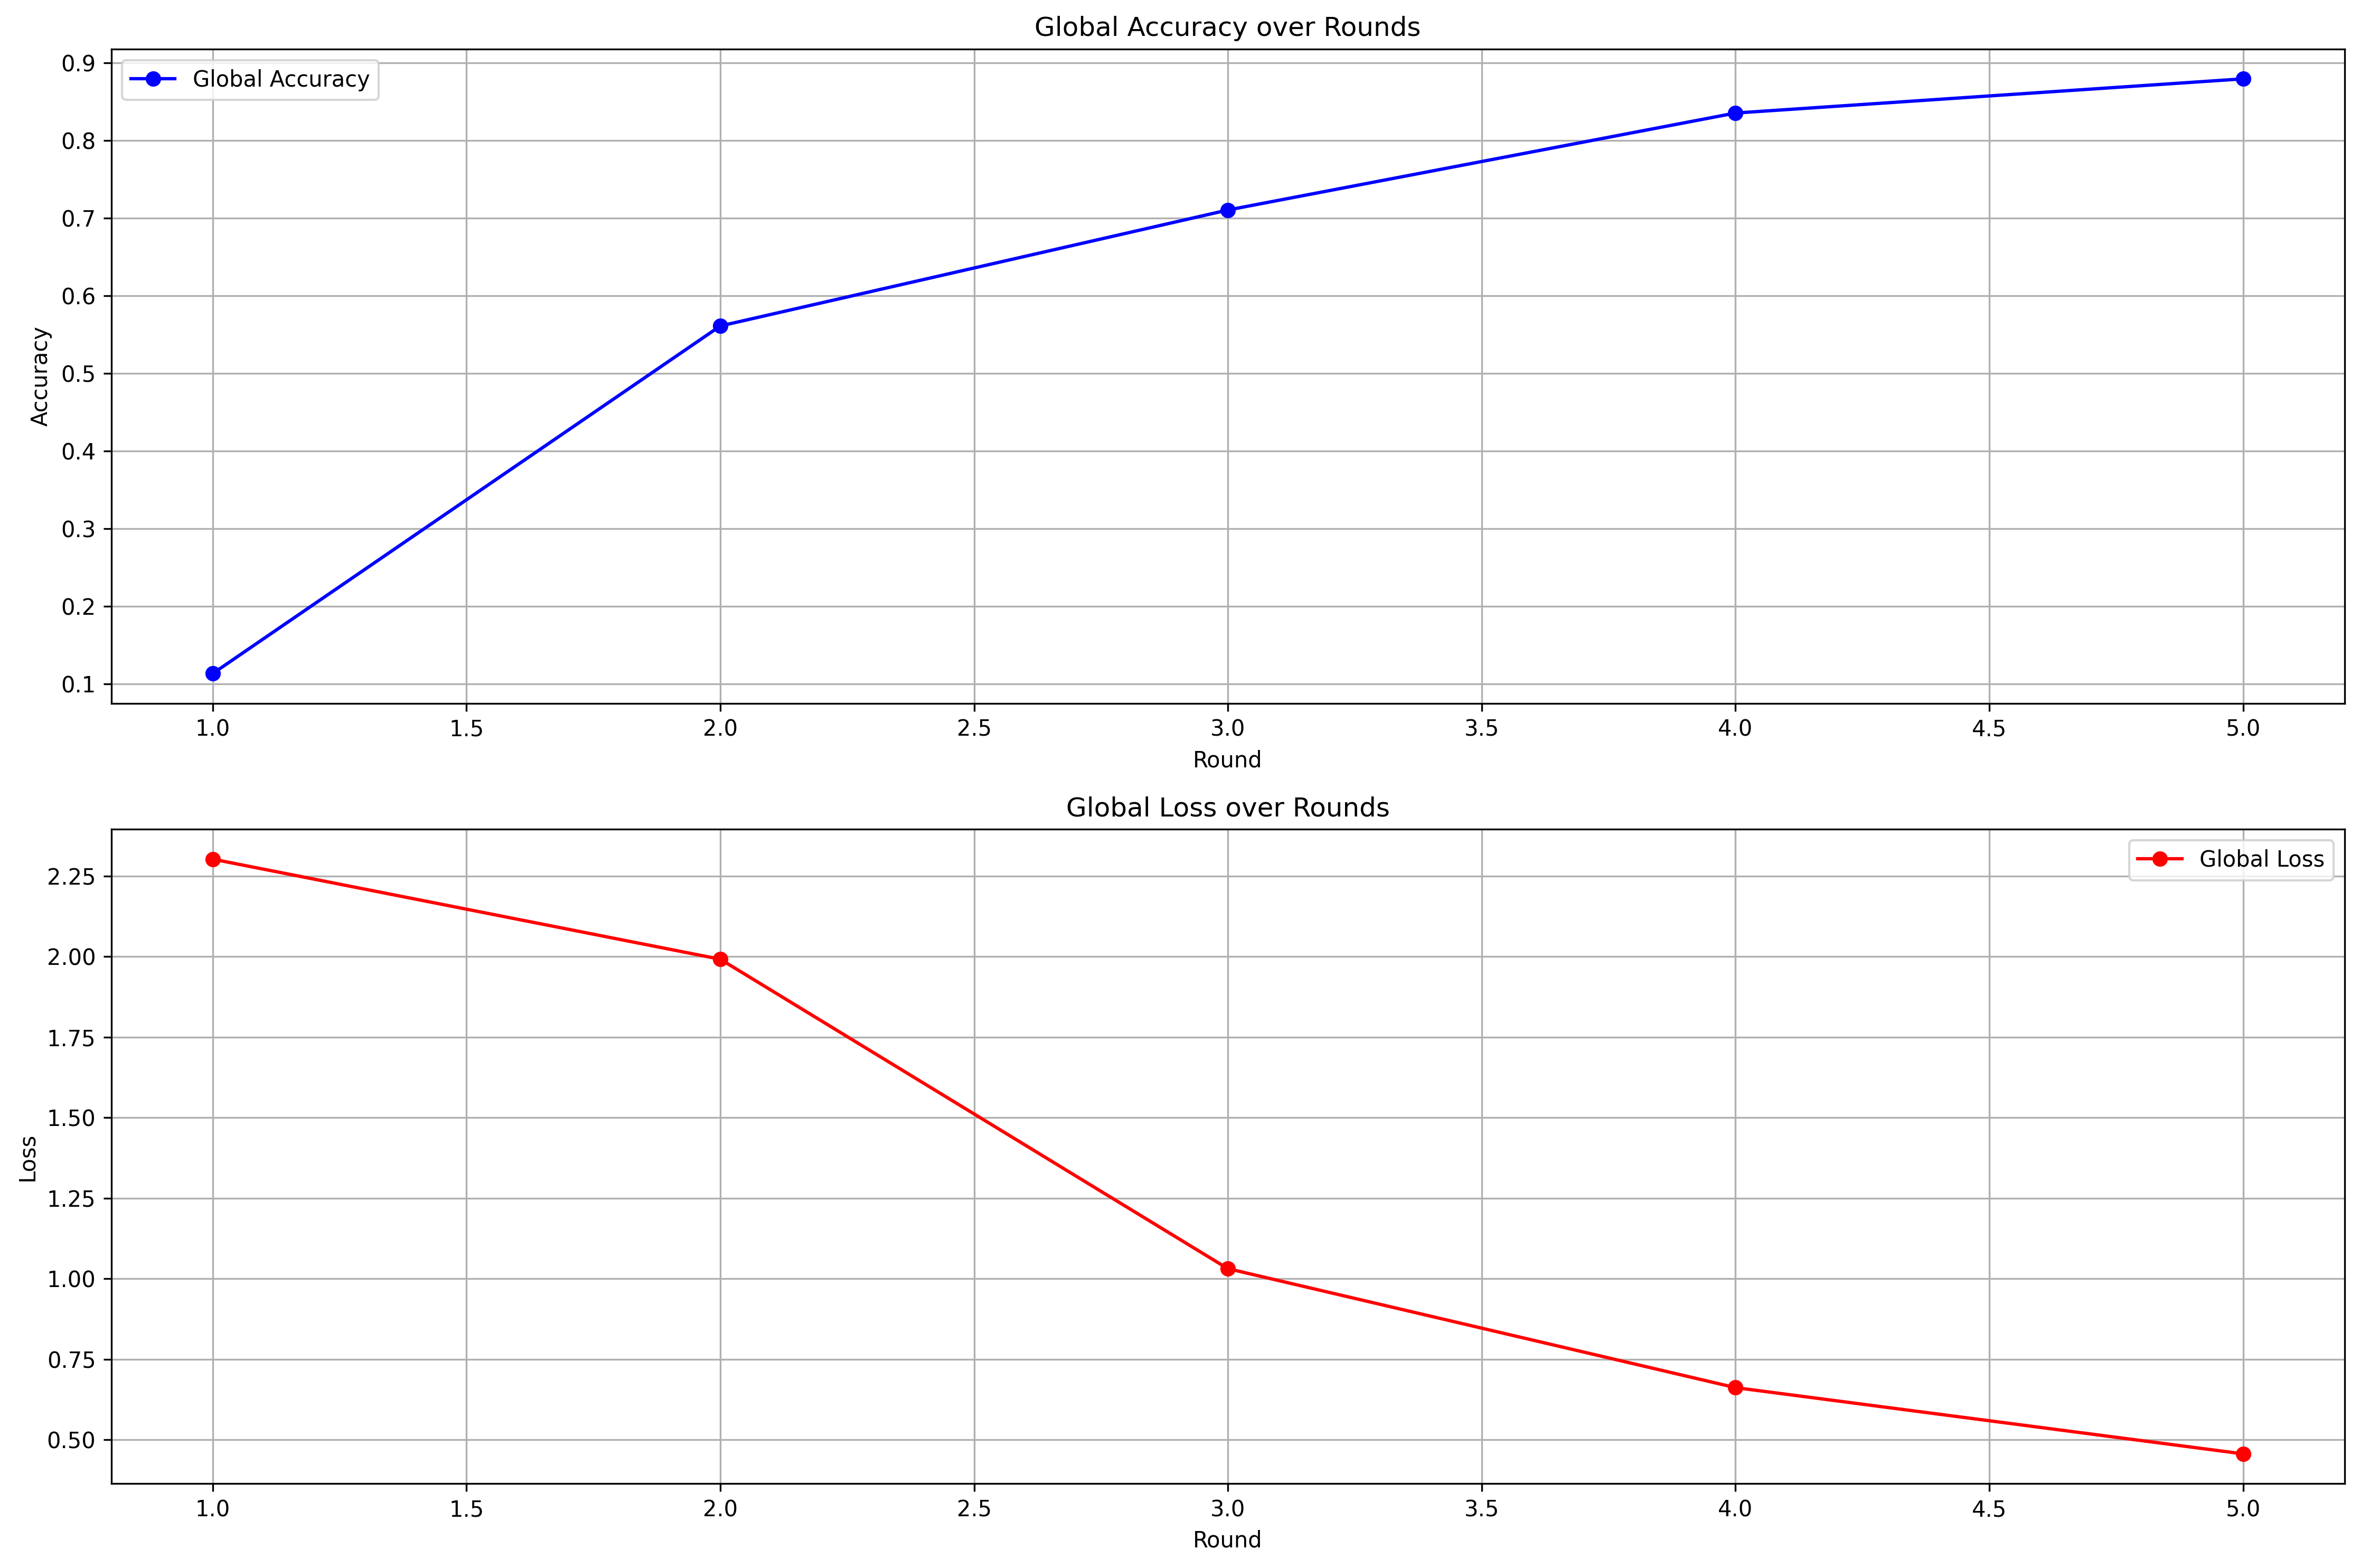 Global Accuracy over Rounds
Global Accuracy
0.9
0.8
0.7
0.6
0.5
0.4
0.3
0.2
0.1
Accuracy
1.0 1.5 2.0 2.5 3.0 3.5 4.0 4.5 5.0
Round
Global Loss over Rounds
Global Loss
2.25
2.00
1.75
1.50
1.25
1.00
0.75
0.50
Loss
1.0 1.5 2.0 2.5 3.0 3.5 4.0 4.5 5.0
Round